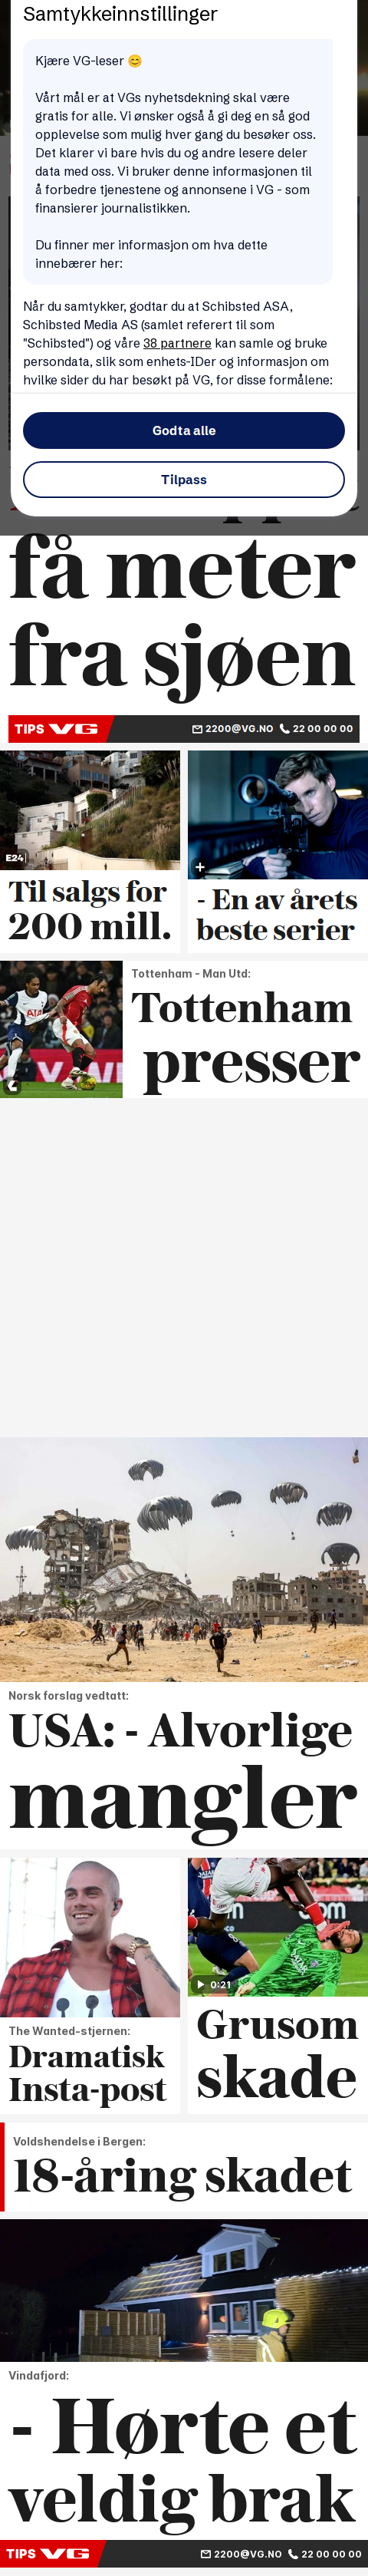 Samtykkeinnstillinger
Kjære VG-leser 😊
Vårt mål er at VGs nyhetsdekning skal være
gratis for alle. Vi ønsker også å gi deg en så god
opplevelse som mulig hver gang du besøker oss.
Det klarer vi bare hvis du og andre lesere deler
data med oss. Vi bruker denne informasjonen til
å forbedre tjenestene og annonsene i VG - som
finansierer journalistikken.
Du finner mer informasjon om hva dette
innebærer her:
Når du samtykker, godtar du at Schibsted ASA,
Schibsted Media AS (samlet referert til som
"Schibsted") og våre 38 partnere kan samle og bruke
persondata, slik som enhets-IDer og informasjon om
hvilke sider du har besøkt på VG, for disse formålene:
Godta alle
Tilpass
få meter
fra sjøen
TIPS VG 2200@VG.NO 22 00 00 00
E24
Til salgs for
200 mill.
- En av årets
beste serier
Tottenham - Man Utd:
Tottenham
presser
Norsk forslag vedtatt:
USA: - Alvorlige
mangler
The Wanted-stjernen:
Dramatisk
Insta-post
0:21
Grusom
skade
Voldshendelse i Bergen:
18-åring skadet
Vindafjord:
- Hørte et
veldig brak
TIPS VG 2200@VG.NO 22 00 00 00